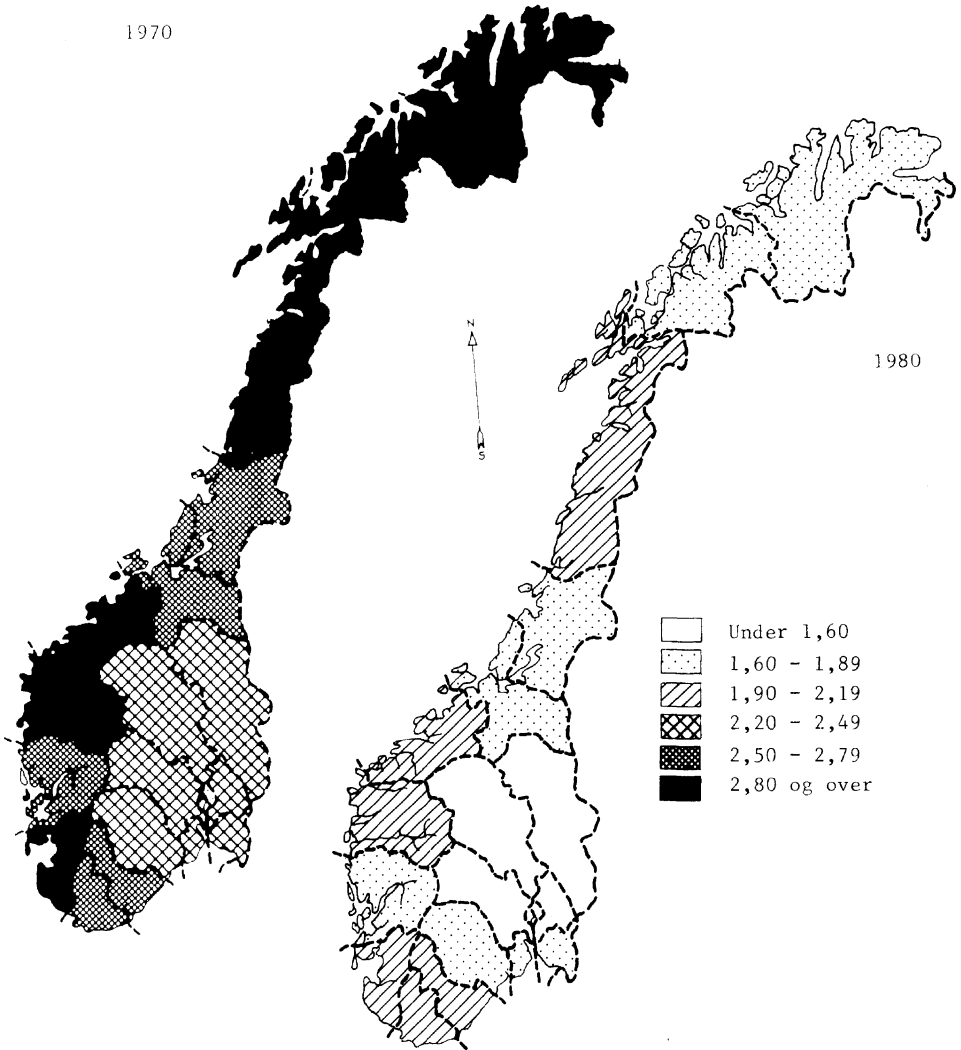 1970
N
S
1980
Under 1,60
1,60 - 1,89
1,90 - 2,19
2,20 - 2,49
2,50 - 2,79
2,80 og over